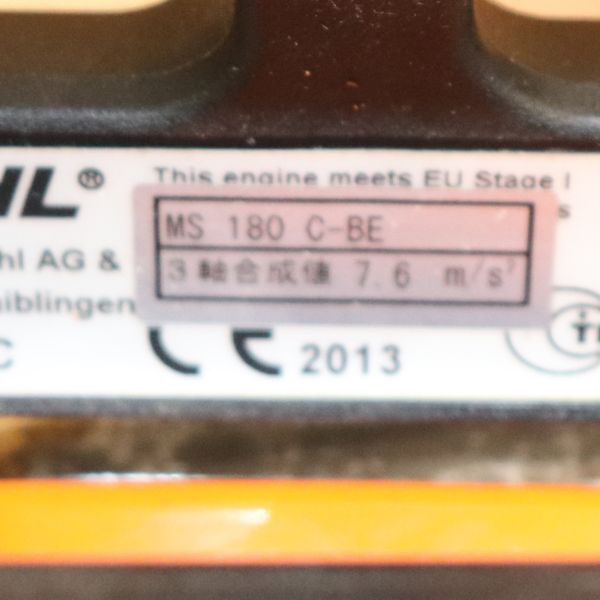 HL®
This engine meets EU Stage I
s
MS 180 C-BE
hl AG &
3軸合成値 7.6 m/s²
iblingen
C
CE 2013